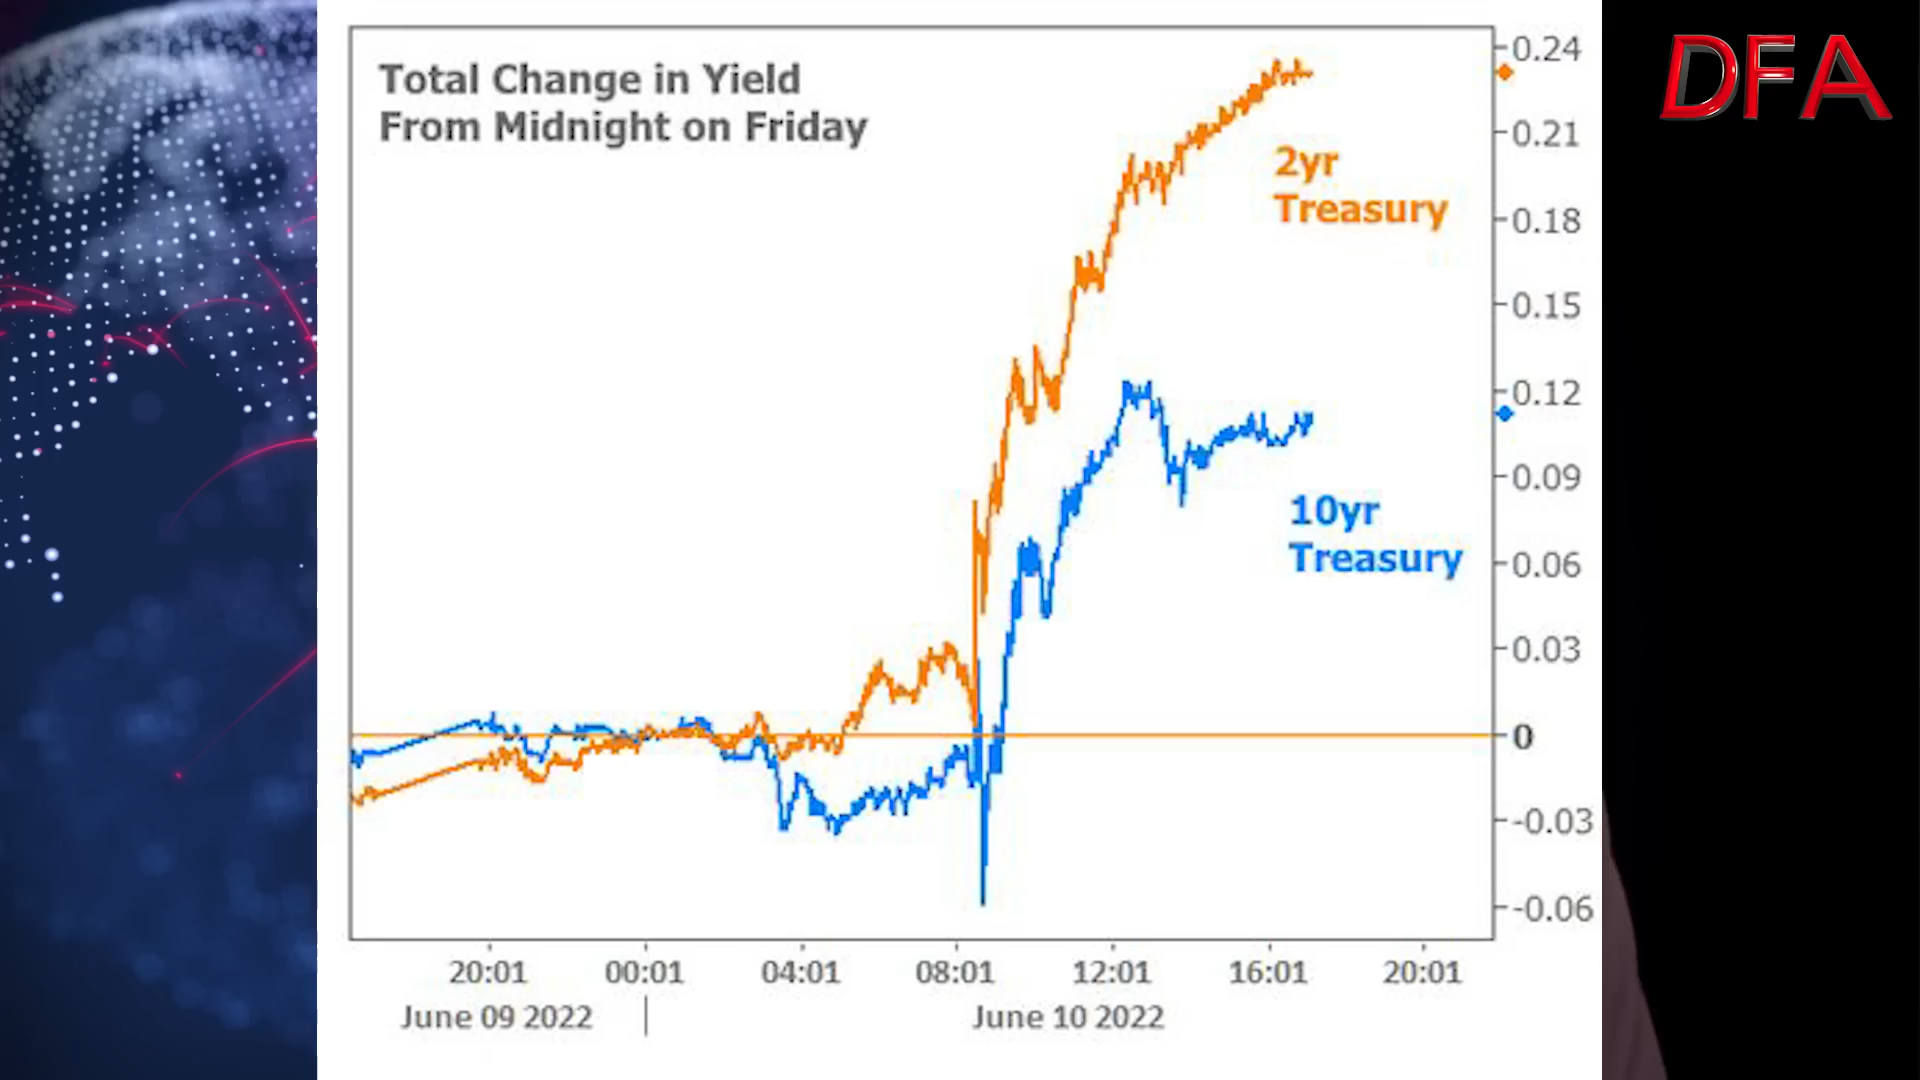 Total Change in Yield
From Midnight on Friday
DFA
2yr
Treasury
10yr
Treasury
0.24
0.21
0.18
0.15
0.12
0.09
0.06
0.03
0
-0.03
-0.06
20:01 00:01 04:01 08:01 12:01 16:01 20:01
June 09 2022 June 10 2022